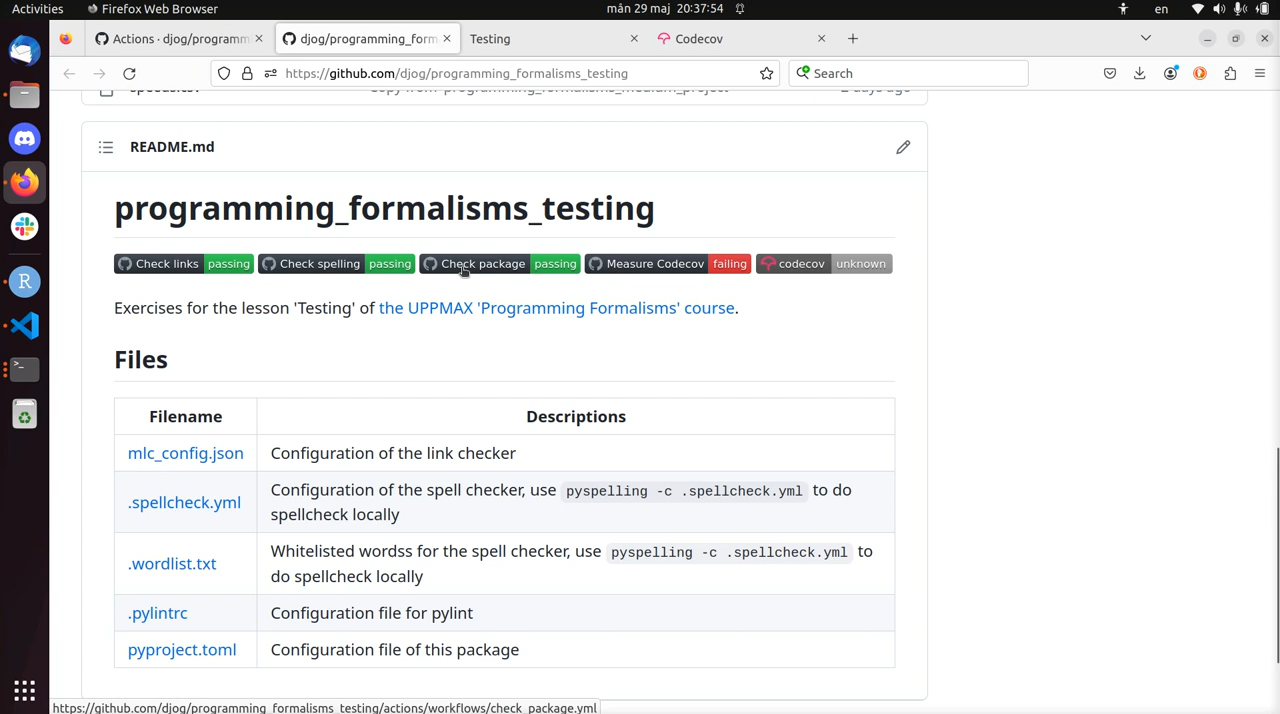 Activities Firefox Web Browser mån 29 maj 20:37:54 en
Actions · djog/programm
djog/programming_form
Testing
Codecov
https://github.com/djog/programming_formalisms_testing
Search
README.md
programming_formalisms_testing
Check links passing Check spelling passing Check package passing Measure Codecov failing codecov unknown
Exercises for the lesson 'Testing' of the UPPMAX 'Programming Formalisms' course.
Files
Filename Descriptions
mlc_config.json Configuration of the link checker
.spellcheck.yml Configuration of the spell checker, use pyspelling -c .spellcheck.yml to do
spellcheck locally
.wordlist.txt Whitelisted wordss for the spell checker, use pyspelling -c .spellcheck.yml to
do spellcheck locally
.pylintrc Configuration file for pylint
pyproject.toml Configuration file of this package
https://github.com/djog/programming_formalisms_testing/actions/workflows/check_package.yml